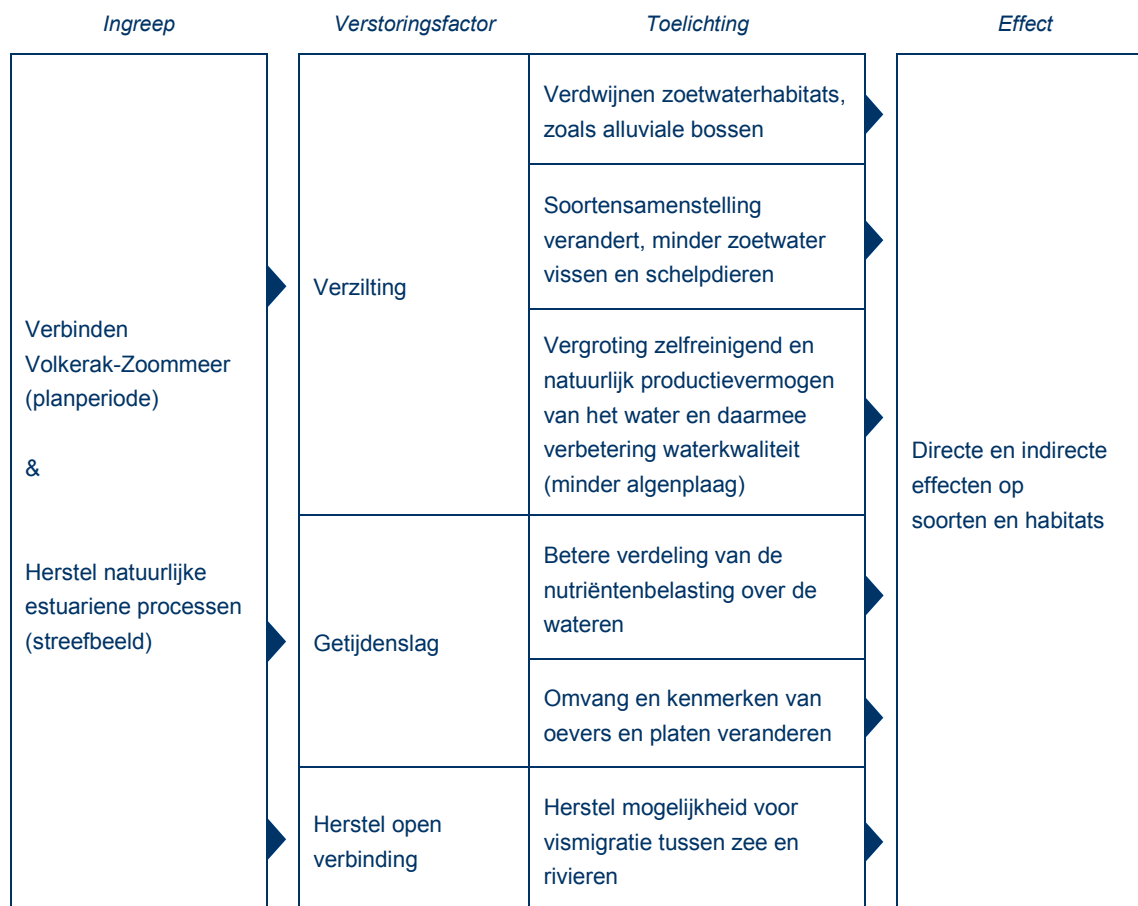 Ingreep
Verstoringsfactor
Toelichting
Effect
Verbinden
Volkerak-Zoommeer
(planperiode)
&
Herstel natuurlijke
estuariene processen
(streefbeeld)
Verzilting
Verdwijnen zoetwaterhabitats,
zoals alluviale bossen
Soortensamenstelling
verandert, minder zoetwater
vissen en schelpdieren
Vergroting zelfreinigend en
natuurlijk productievermogen
van het water en daarmee
verbetering waterkwaliteit
(minder algenplaag)
Getijdenslag
Betere verdeling van de
nutriëntenbelasting over de
wateren
Omvang en kenmerken van
oevers en platen veranderen
Herstel open
verbinding
Herstel mogelijkheid voor
vismigratie tussen zee en
rivieren
Directe en indirecte
effecten op
soorten en habitats